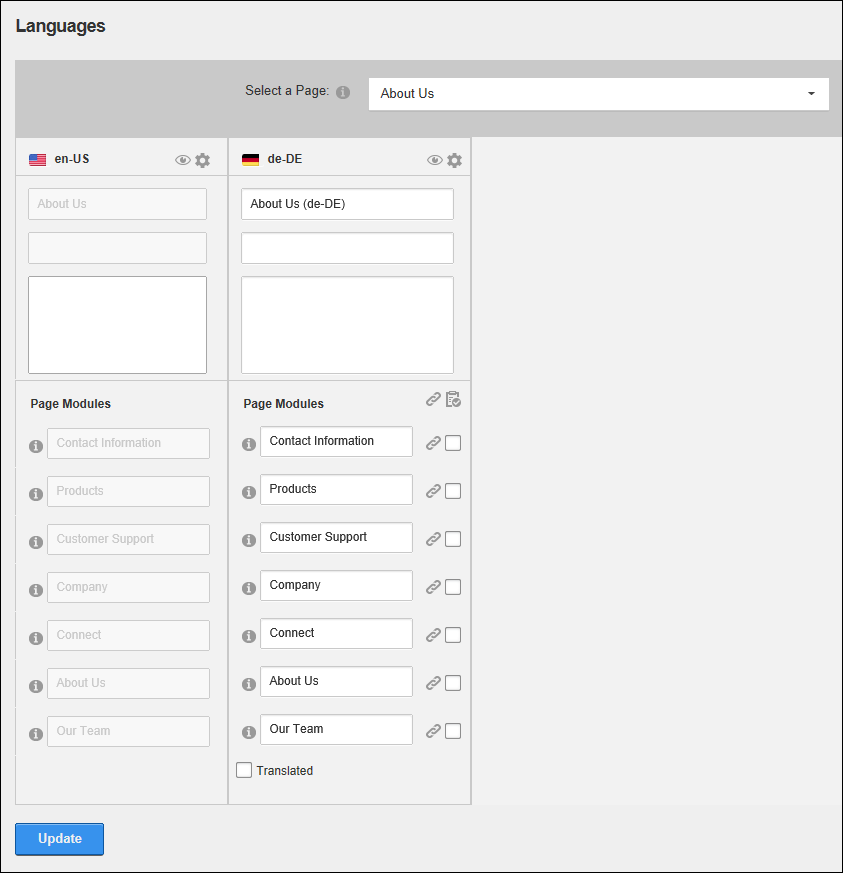 Languages
Select a Page:
About Us
en-US
de-DE
About Us
About Us (de-DE)
Page Modules
Page Modules
Contact Information
Contact Information
Products
Products
Customer Support
Customer Support
Company
Company
Connect
Connect
About Us
About Us
Our Team
Our Team
Translated
Update